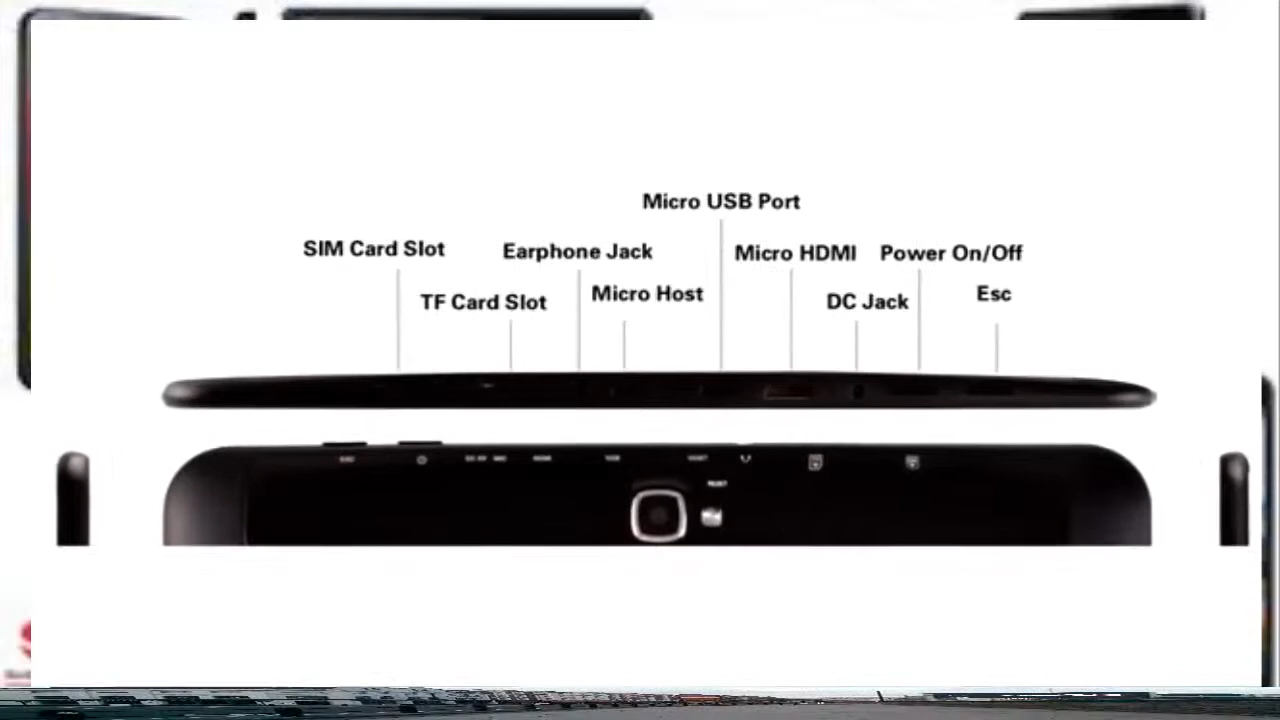 Micro USB Port
SIM Card Slot
Earphone Jack
Micro HDMI
Power On/Off
TF Card Slot
Micro Host
DC Jack
Esc